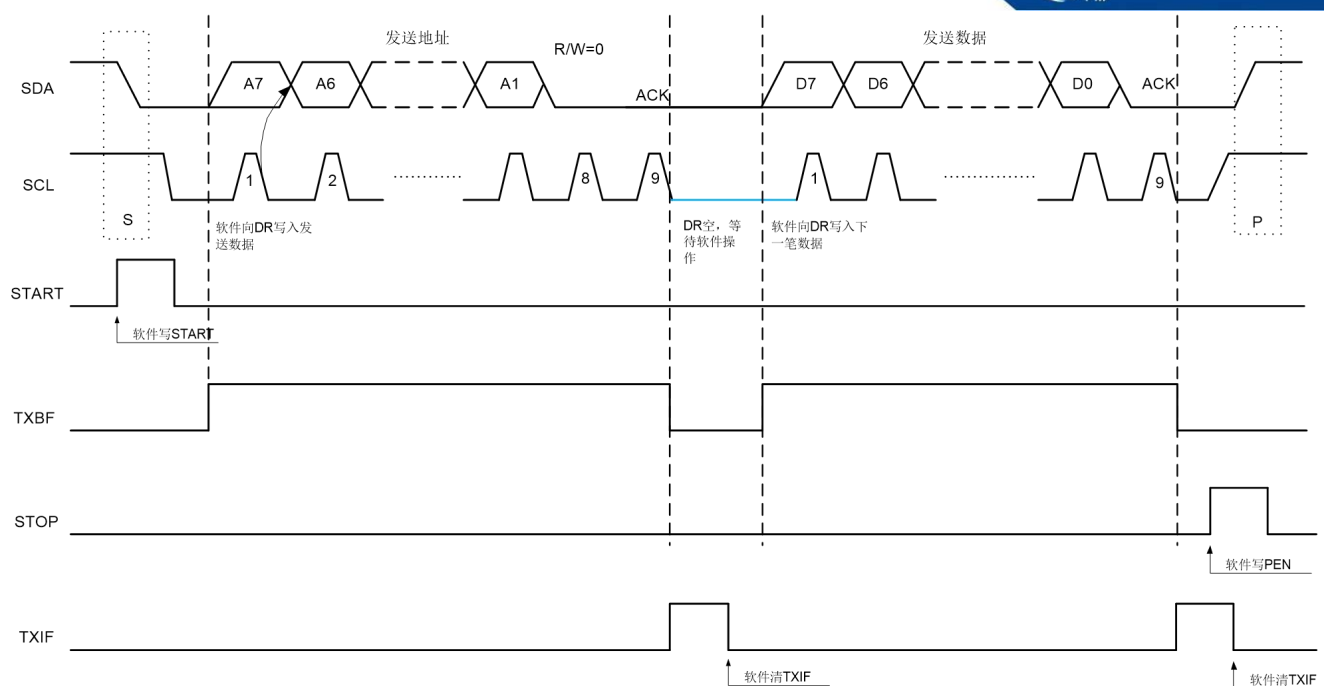 发送地址
R/W=0
发送数据
SDA
A7
A6
A1
ACK
D7
D6
D0
ACK
SCL
1
2
8
9
1
9
S
软件向DR写入发
送数据
DR空，等
待软件操
作
软件向DR写入下
一笔数据
P
START
软件写START
TXBF
STOP
软件写PEN
TXIF
软件清TXIF
软件清TXIF